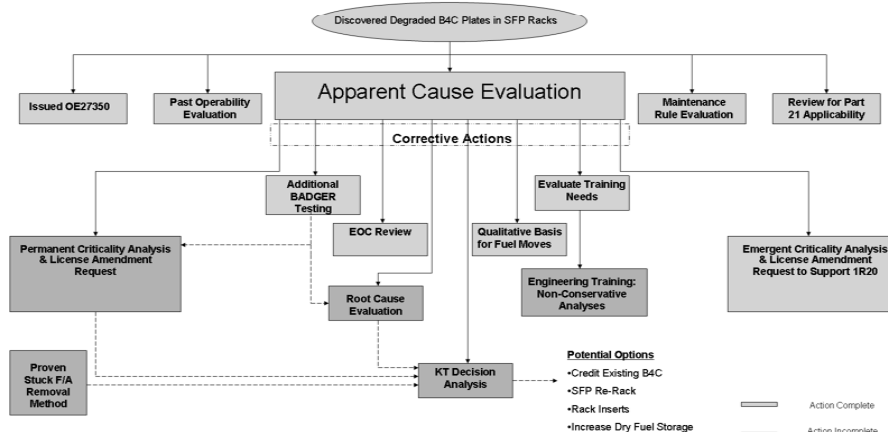 Discovered Degraded B4C Plates in SFP Racks
Issued OE27350
Past Operability
Evaluation
Apparent Cause Evaluation
Maintenance
Rule Evaluation
Review for Part
21 Applicability
Corrective Actions
Additional
BADGER
Testing
Evaluate Training
Needs
EOC Review
Qualitative Basis
for Fuel Moves
Permanent Criticality Analysis
& License Amendment
Request
Emergent Criticality Analysis
& License Amendment
Request to Support 1R20
Root Cause
Evaluation
Engineering Training:
Non-Conservative
Analyses
Proven
Stuck F/A
Removal
Method
KT Decision
Analysis
Potential Options
•Credit Existing B4C
•SFP Re-Rack
•Rack Inserts
•Increase Dry Fuel Storage
Action Complete
Action Incomplete